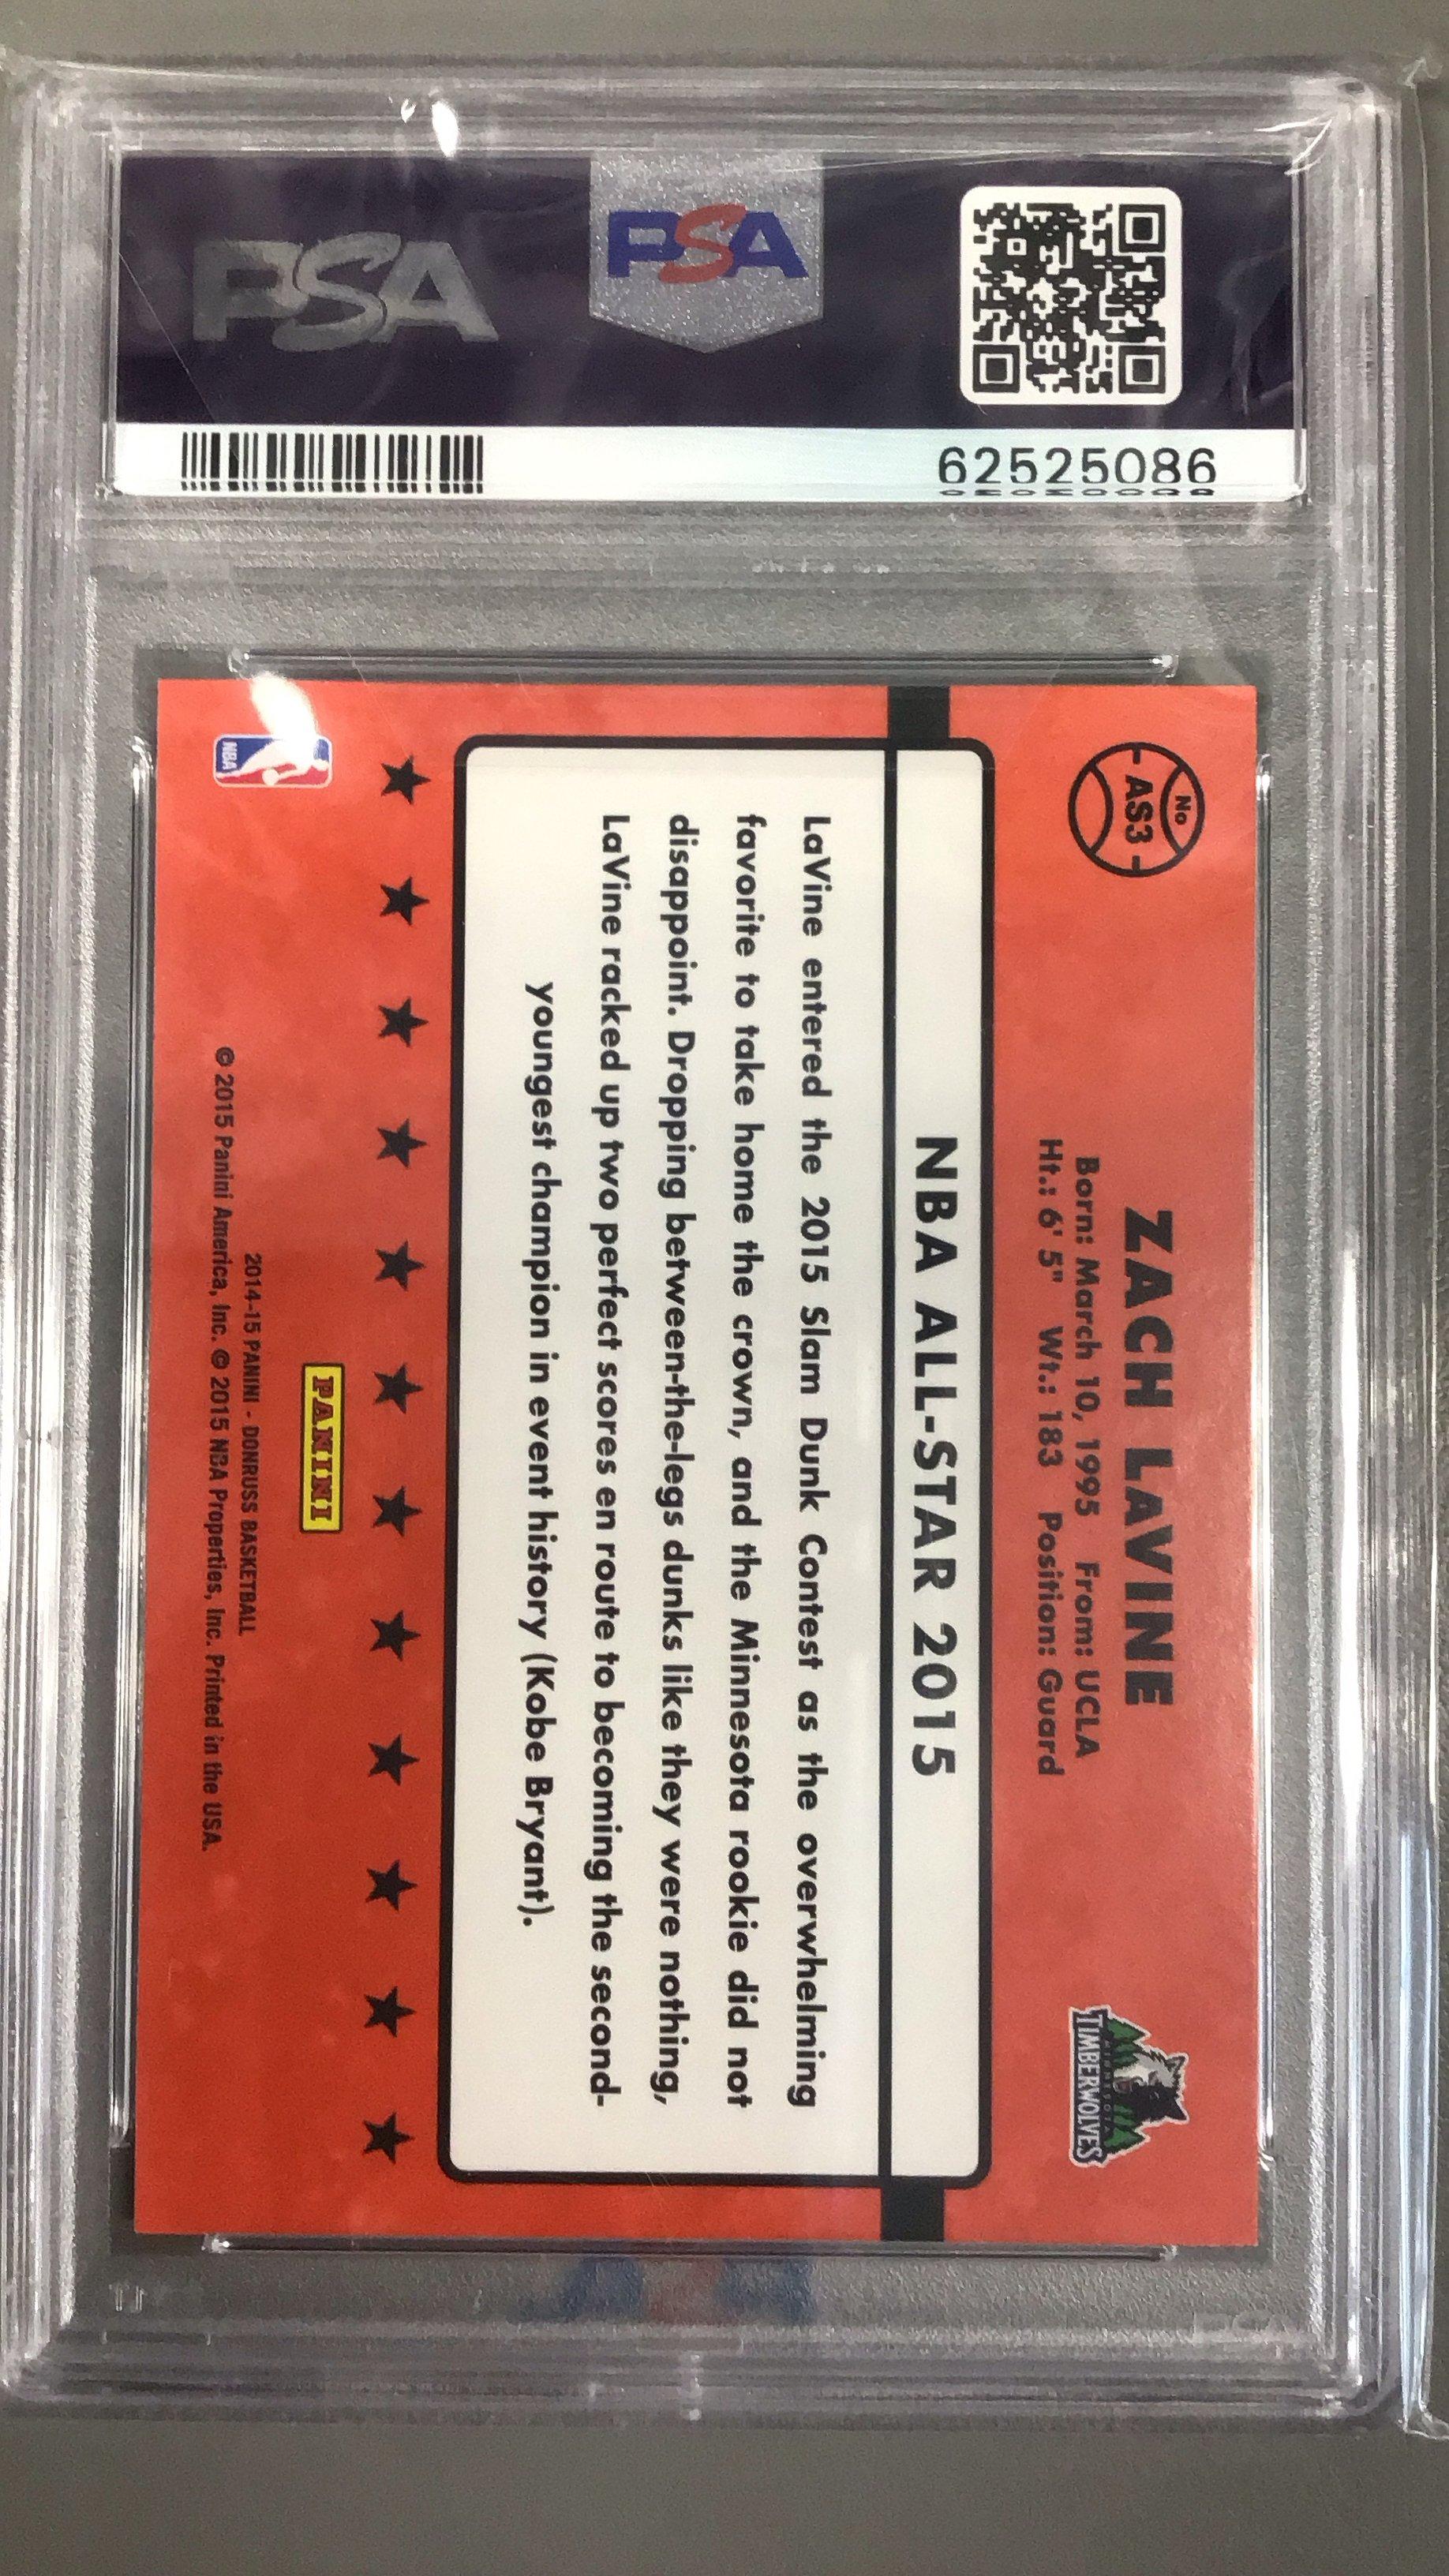 PSA
PSA
62525086
No
AS3
ZACH LAVINE
Born: March 10, 1995 From: UCLA
Ht.: 6' 5" Wt.: 183 Position: Guard
MINNESOTA
TIMBERWOLVES
NBA ALL-STAR 2015
LaVine entered the 2015 Slam Dunk Contest as the overwhelming
favorite to take home the crown, and the Minnesota rookie did not
disappoint. Dropping between-the-legs dunks like they were nothing,
LaVine racked up two perfect scores en route to becoming the second-
youngest champion in event history (Kobe Bryant).
PANINI
2014-15 PANINI - DONRUSS BASKETBALL
© 2015 Panini America, Inc. © 2015 NBA Properties, Inc. Printed in the USA.
NBA
PSA